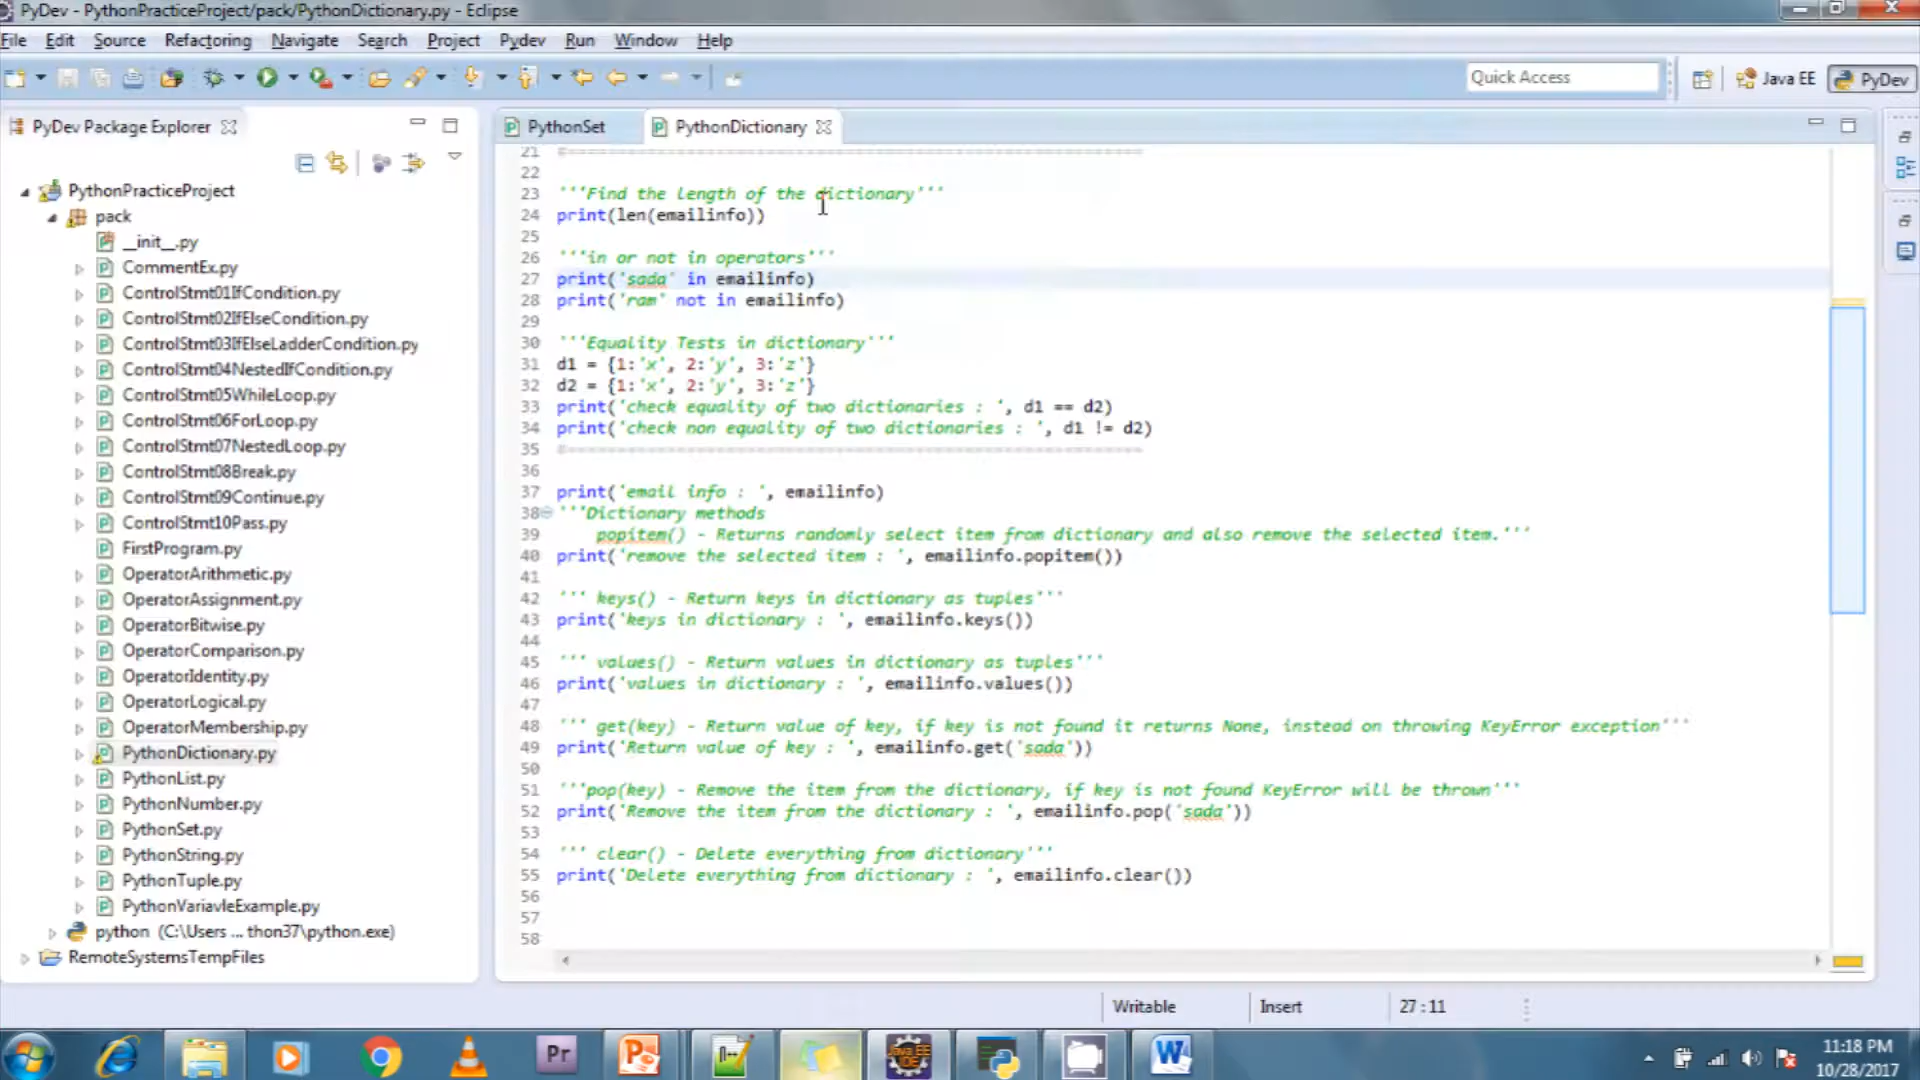 PyDev - PythonPracticeProject/pack/PythonDictionary.py - Eclipse
File Edit Source Refactoring Navigate Search Project Pydev Run Window Help
Quick Access
Java EE
PyDev
PyDev Package Explorer
PythonPracticeProject
pack
__init__.py
CommentEx.py
ControlStmt01IfCondition.py
ControlStmt02IfElseCondition.py
ControlStmt03IfElseLadderCondition.py
ControlStmt04NestedIfCondition.py
ControlStmt05WhileLoop.py
ControlStmt06ForLoop.py
ControlStmt07NestedLoop.py
ControlStmt08Break.py
ControlStmt09Continue.py
ControlStmt10Pass.py
FirstProgram.py
OperatorArithmetic.py
OperatorAssignment.py
OperatorBitwise.py
OperatorComparison.py
OperatorIdentity.py
OperatorLogical.py
OperatorMembership.py
PythonDictionary.py
PythonList.py
PythonNumber.py
PythonSet.py
PythonString.py
PythonTuple.py
PythonVariavleExample.py
python (C:\Users ... thon37\python.exe)
RemoteSystemsTempFiles
PythonSet
PythonDictionary
21 #==========================================================
22
23 '''Find the length of the dictionary'''
24 print(len(emailinfo))
25
26 '''in or not in operators'''
27 print('sada' in emailinfo)
28 print('ram' not in emailinfo)
29
30 '''Equality Tests in dictionary'''
31 d1 = {1:'x', 2:'y', 3:'z'}
32 d2 = {1:'x', 2:'y', 3:'z'}
33 print('check equality of two dictionaries : ', d1 == d2)
34 print('check non equality of two dictionaries : ', d1 != d2)
35 #==========================================================
36
37 print('email info : ', emailinfo)
38 '''Dictionary methods
39 popitem() - Returns randomly select item from dictionary and also remove the selected item.'''
40 print('remove the selected item : ', emailinfo.popitem())
41
42 ''' keys() - Return keys in dictionary as tuples'''
43 print('keys in dictionary : ', emailinfo.keys())
44
45 ''' values() - Return values in dictionary as tuples'''
46 print('values in dictionary : ', emailinfo.values())
47
48 ''' get(key) - Return value of key, if key is not found it returns None, instead on throwing KeyError exception'''
49 print('Return value of key : ', emailinfo.get('sada'))
50
51 '''pop(key) - Remove the item from the dictionary, if key is not found KeyError will be thrown'''
52 print('Remove the item from the dictionary : ', emailinfo.pop('sada'))
53
54 ''' clear() - Delete everything from dictionary'''
55 print('Delete everything from dictionary : ', emailinfo.clear())
56
57
58
Writable Insert 27 : 11
Pr
11:18 PM
10/28/2017